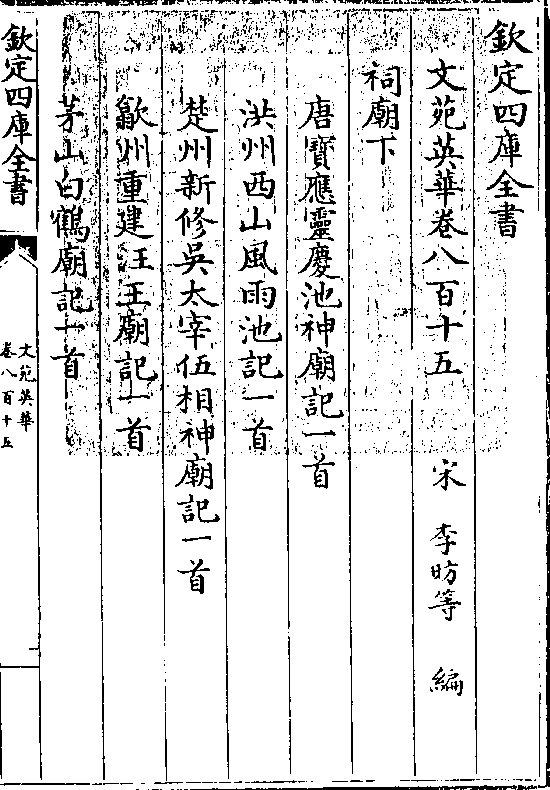 欽定四庫全書
文苑英華卷八百十五　宋　李昉等　編
祠廟下
唐寶應靈慶池神廟記一首
洪州西山風雨池記一首
楚州新修吳太宰伍相神廟記一首
歙州重建汪王廟記一首
茅山白鶴廟記一首
欽定四庫全書
文苑英華
卷八百十五
一